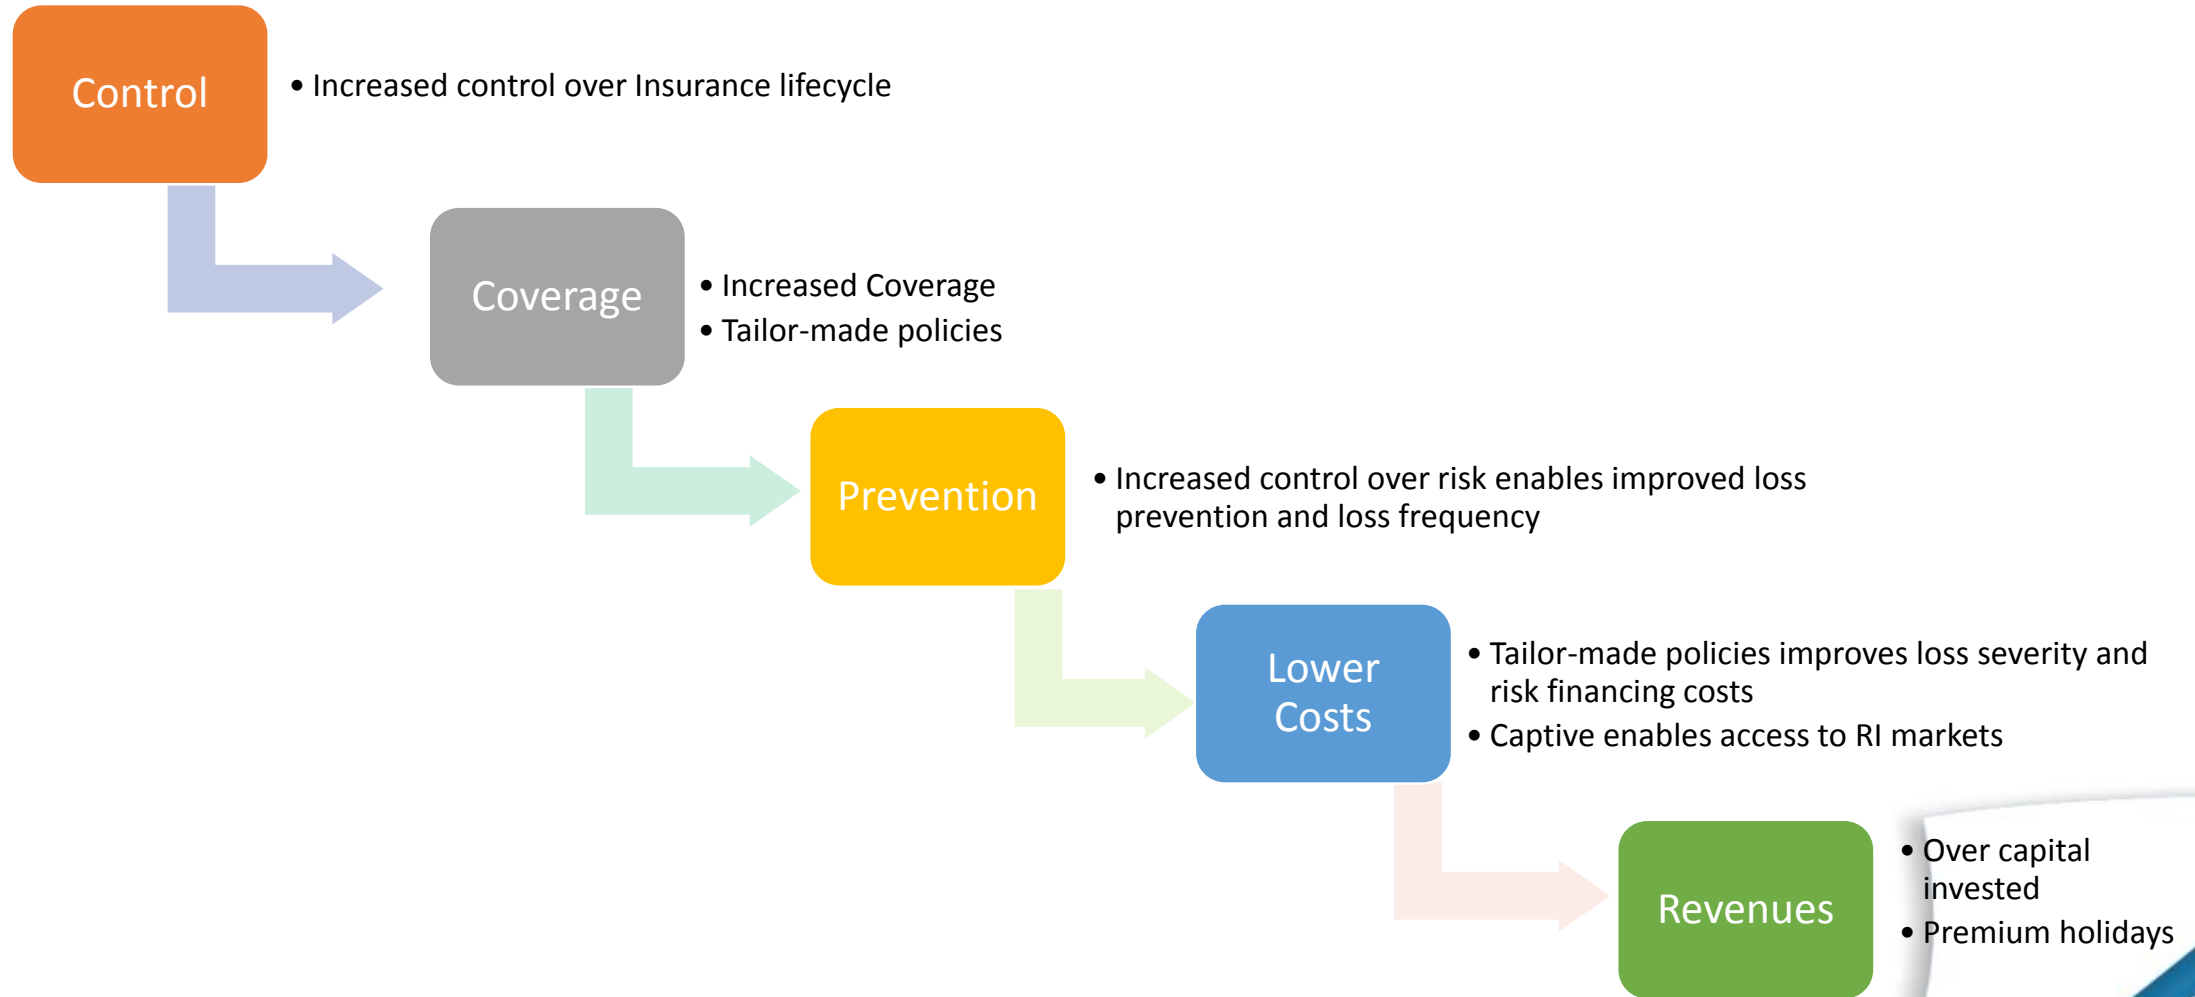 Control
• Increased control over Insurance lifecycle
Coverage
• Increased Coverage
• Tailor-made policies
Prevention
• Increased control over risk enables improved loss
prevention and loss frequency
Lower
Costs
• Tailor-made policies improves loss severity and
risk financing costs
• Captive enables access to RI markets
Revenues
• Over capital
invested
• Premium holidays